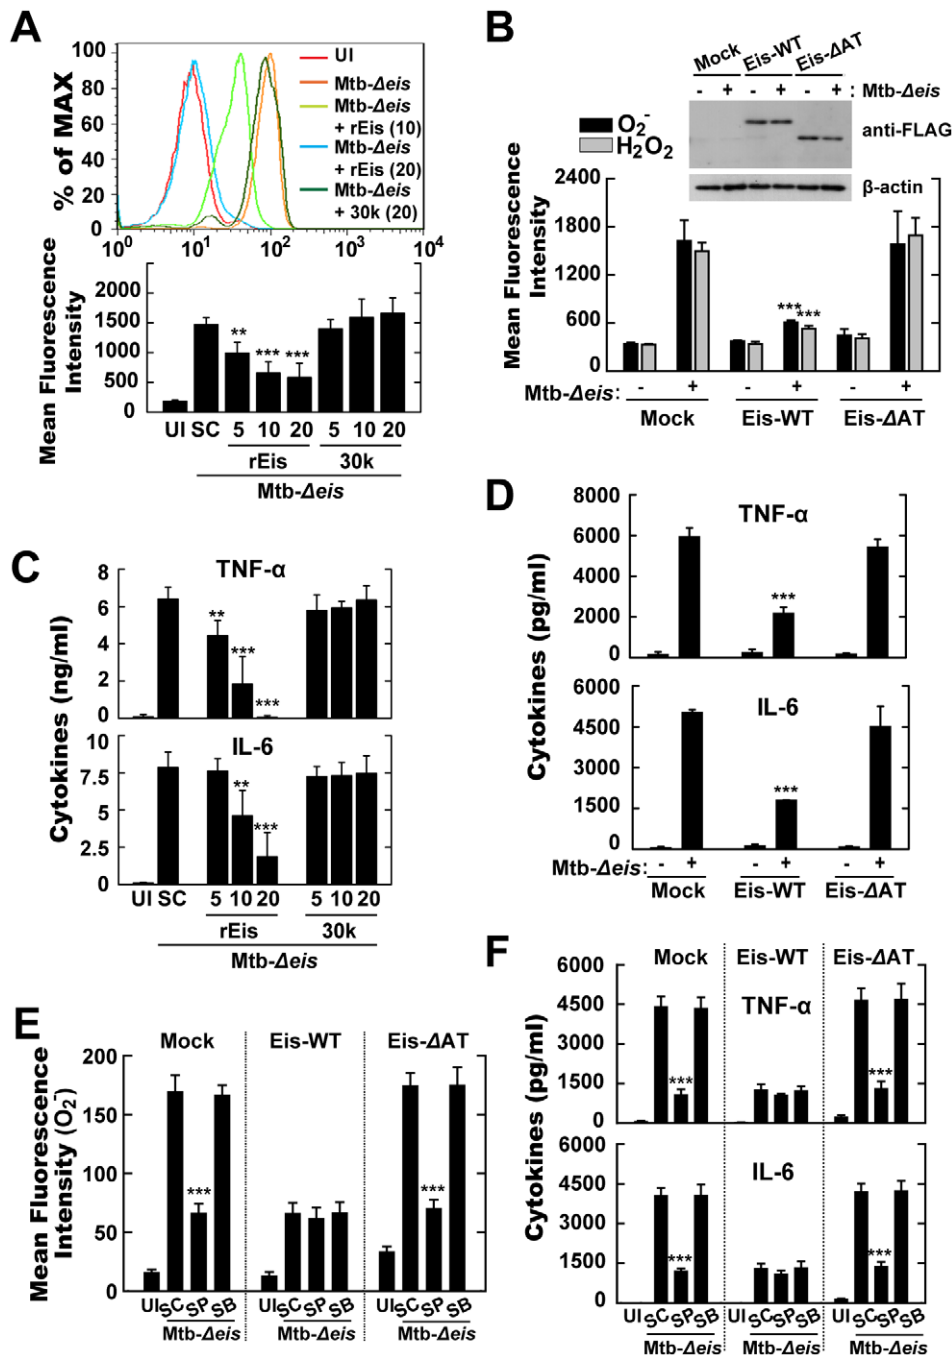 A
% of MAX
100
80
60
40
20
0
UI
Mtb-Δeis
Mtb-Δeis
+ rEis (10)
Mtb-Δeis
+ rEis (20)
Mtb-Δeis
+ 30k (20)
10⁰ 10¹ 10² 10³ 10⁴
Mean Fluorescence
Intensity
2000
1500
1000
500
0
** *** ***
UI SC 5 10 20 5 10 20
rEis 30k
Mtb-Δeis
B
Mock Eis-WT Eis-ΔAT
- + - + - + : Mtb-Δeis
anti-FLAG
β-actin
O₂⁻
H₂O₂
Mean Fluorescence
Intensity
2400
1800
1200
600
0
*** ***
Mtb-Δeis: - + - + - +
Mock Eis-WT Eis-ΔAT
C
Cytokines (ng/ml)
TNF-α
8
6
4
2
0
** *** ***
IL-6
10
7.5
5
2.5
0
** ***
UI SC 5 10 20 5 10 20
rEis 30k
Mtb-Δeis
D
Cytokines (pg/ml)
TNF-α
8000
6000
4000
2000
0
***
IL-6
6000
4500
3000
1500
0
***
Mtb-Δeis: - + - + - +
Mock Eis-WT Eis-ΔAT
E
Mean Fluorescence
Intensity (O₂⁻)
Mock Eis-WT Eis-ΔAT
200
150
100
50
0
*** ***
UI SC SP SB UI SC SP SB UI SC SP SB
Mtb-Δeis Mtb-Δeis Mtb-Δeis
F
Cytokines (pg/ml)
Mock Eis-WT Eis-ΔAT
TNF-α
6000
4500
3000
1500
0
*** ***
IL-6
6000
4500
3000
1500
0
*** ***
UI SC SP SB UI SC SP SB UI SC SP SB
Mtb-Δeis Mtb-Δeis Mtb-Δeis